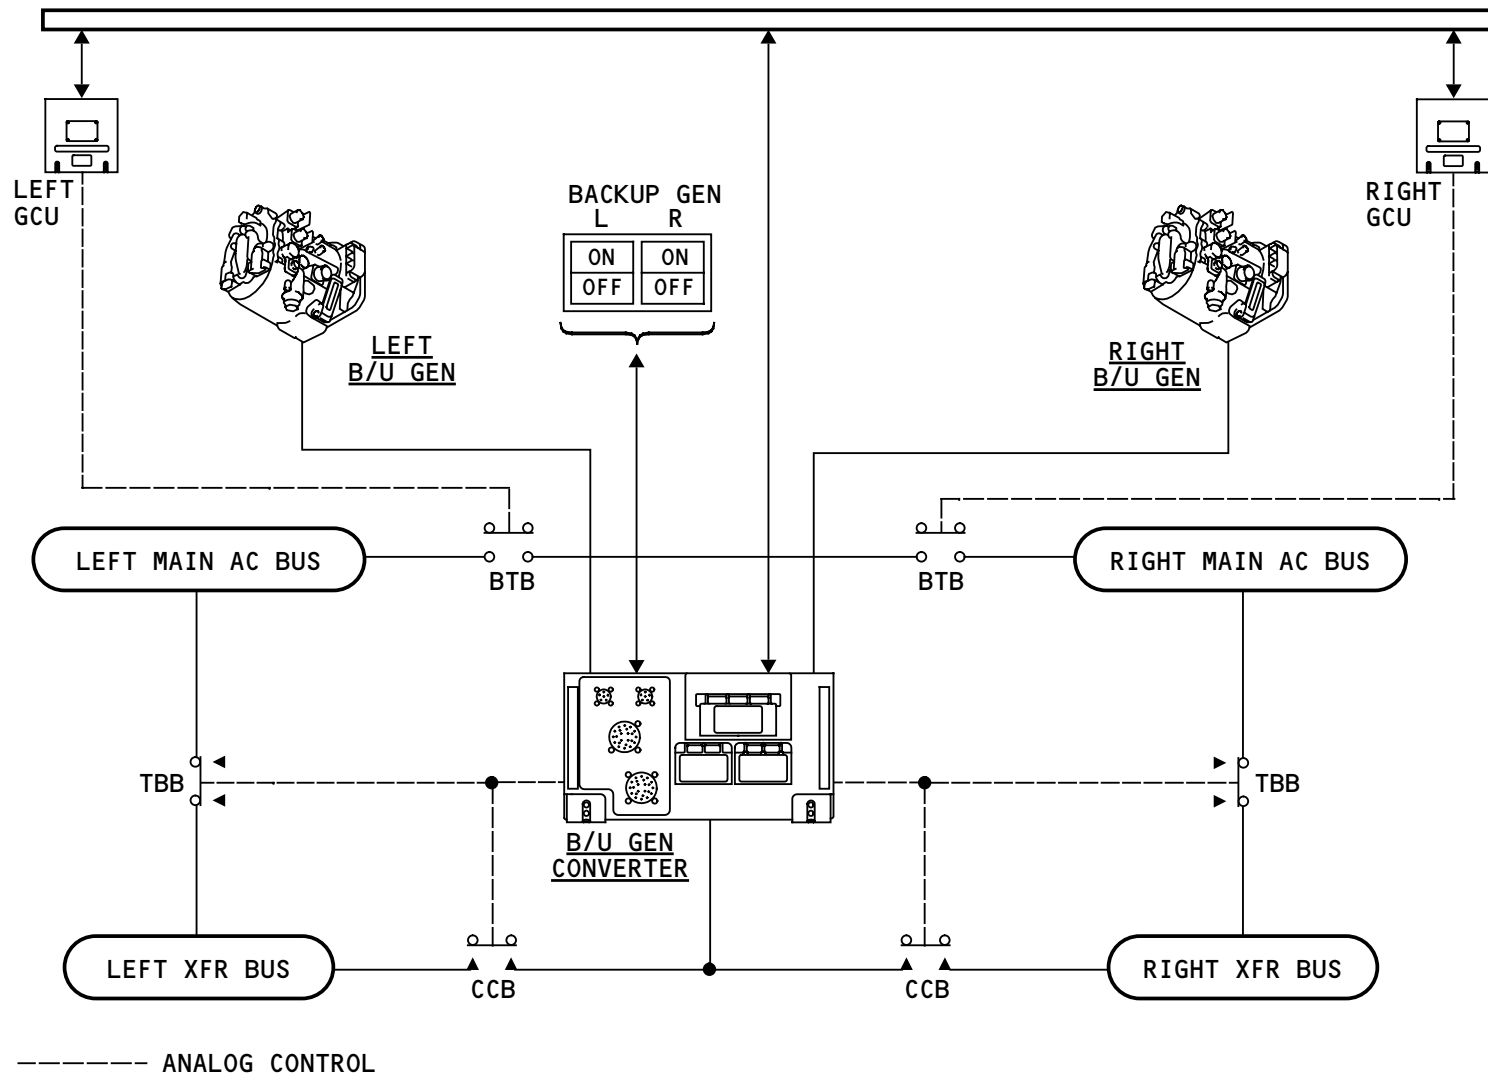 LEFT
GCU
BACKUP GEN
L R
ON ON
OFF OFF
RIGHT
GCU
LEFT
B/U GEN
RIGHT
B/U GEN
LEFT MAIN AC BUS
BTB
BTB
RIGHT MAIN AC BUS
TBB
TBB
B/U GEN
CONVERTER
LEFT XFR BUS
CCB
CCB
RIGHT XFR BUS
ANALOG CONTROL